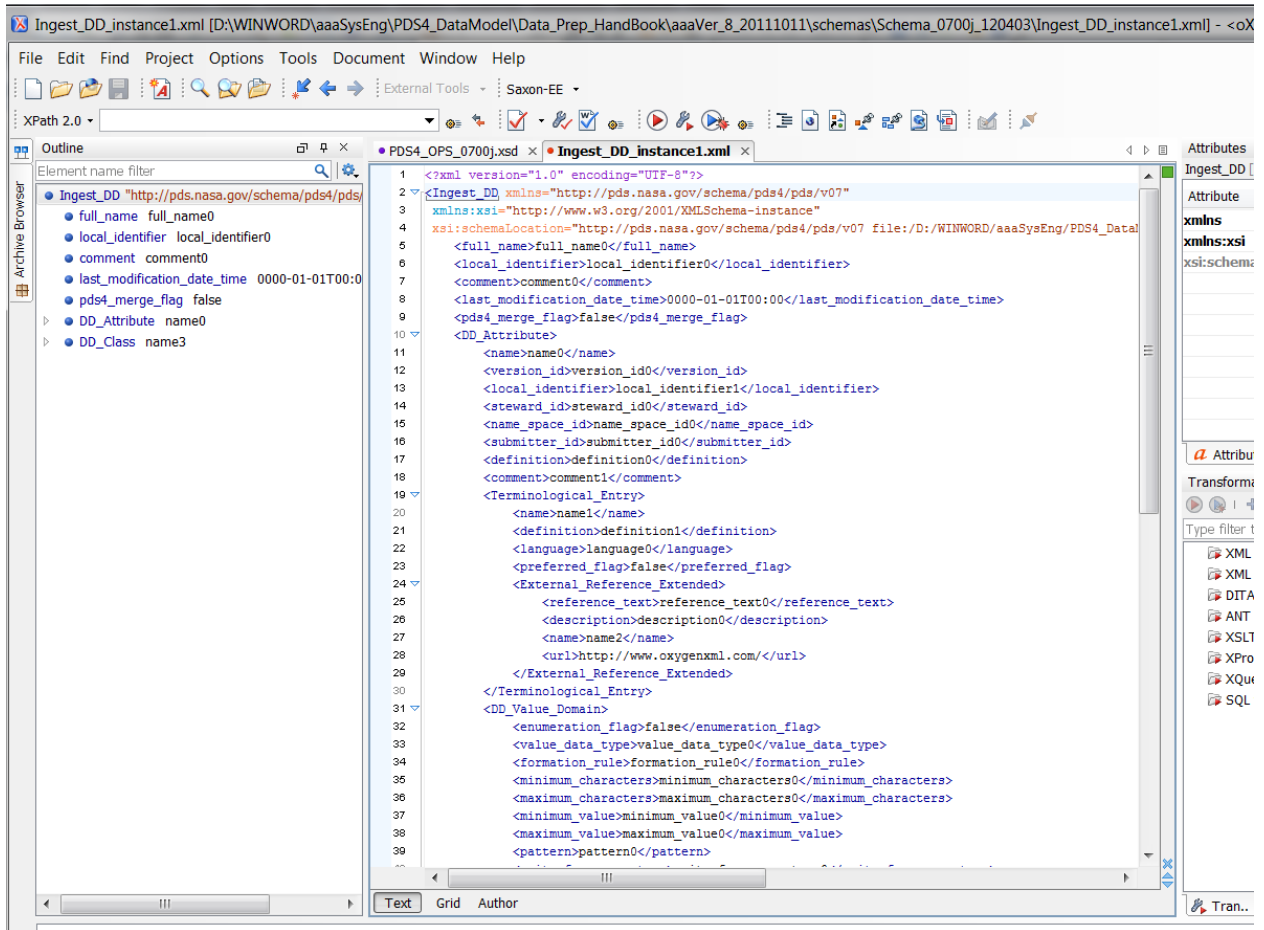 Ingest_DD_instance1.xml [D:\WINWORD\aaaSysEng\PDS4_DataModel\Data_Prep_HandBook\aaaVer_8_20111011\schemas\Schema_0700j_120403\Ingest_DD_instance1.xml] - <oX
File Edit Find Project Options Tools Document Window Help
External Tools Saxon-EE
XPath 2.0
Outline
Element name filter
Archive Browser
Ingest_DD "http://pds.nasa.gov/schema/pds4/pds/
full_name full_name0
local_identifier local_identifier0
comment comment0
last_modification_date_time 0000-01-01T00:0
pds4_merge_flag false
DD_Attribute name0
DD_Class name3
PDS4_OPS_0700j.xsd Ingest_DD_instance1.xml
1 <?xml version="1.0" encoding="UTF-8"?>
2 <Ingest_DD xmlns="http://pds.nasa.gov/schema/pds4/pds/v07"
3 xmlns:xsi="http://www.w3.org/2001/XMLSchema-instance"
4 xsi:schemaLocation="http://pds.nasa.gov/schema/pds4/pds/v07 file:/D:/WINWORD/aaaSysEng/PDS4_Data
5 <full_name>full_name0</full_name>
6 <local_identifier>local_identifier0</local_identifier>
7 <comment>comment0</comment>
8 <last_modification_date_time>0000-01-01T00:00</last_modification_date_time>
9 <pds4_merge_flag>false</pds4_merge_flag>
10 <DD_Attribute>
11 <name>name0</name>
12 <version_id>version_id0</version_id>
13 <local_identifier>local_identifier1</local_identifier>
14 <steward_id>steward_id0</steward_id>
15 <name_space_id>name_space_id0</name_space_id>
16 <submitter_id>submitter_id0</submitter_id>
17 <definition>definition0</definition>
18 <comment>comment1</comment>
19 <Terminological_Entry>
20 <name>name1</name>
21 <definition>definition1</definition>
22 <language>language0</language>
23 <preferred_flag>false</preferred_flag>
24 <External_Reference_Extended>
25 <reference_text>reference_text0</reference_text>
26 <description>description0</description>
27 <name>name2</name>
28 <url>http://www.oxygenxml.com/</url>
29 </External_Reference_Extended>
30 </Terminological_Entry>
31 <DD_Value_Domain>
32 <enumeration_flag>false</enumeration_flag>
33 <value_data_type>value_data_type0</value_data_type>
34 <formation_rule>formation_rule0</formation_rule>
35 <minimum_characters>minimum_characters0</minimum_characters>
36 <maximum_characters>maximum_characters0</maximum_characters>
37 <minimum_value>minimum_value0</minimum_value>
38 <maximum_value>maximum_value0</maximum_value>
39 <pattern>pattern0</pattern>
Text Grid Author
Attributes
Ingest_DD [
Attribute
xmlns
xmlns:xsi
xsi:schema
a Attribu
Transforma
Type filter t
XML
XML
DITA
ANT
XSLT
XPro
XQue
SQL
Tran..